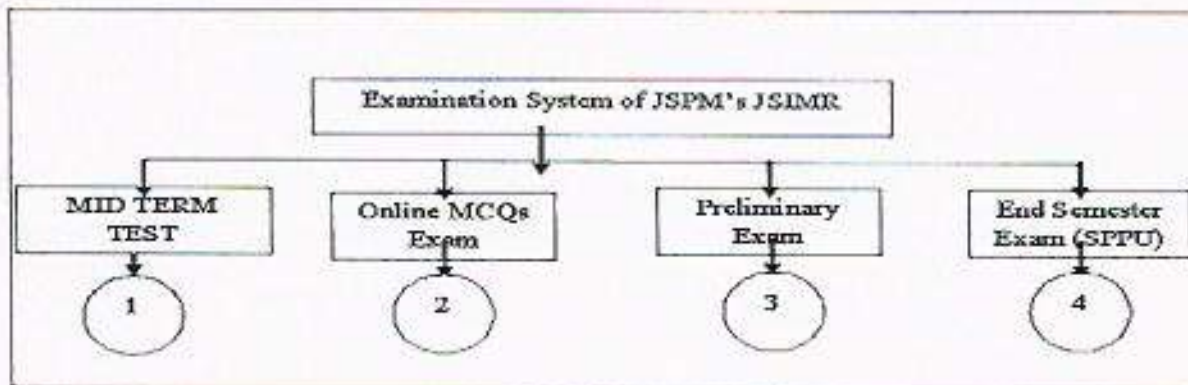 Examination System of JSPM's JSIMR
MID TERM
TEST
Online MCQs
Exam
Preliminary
Exam
End Semester
Exam (SPPU)
1
2
3
4